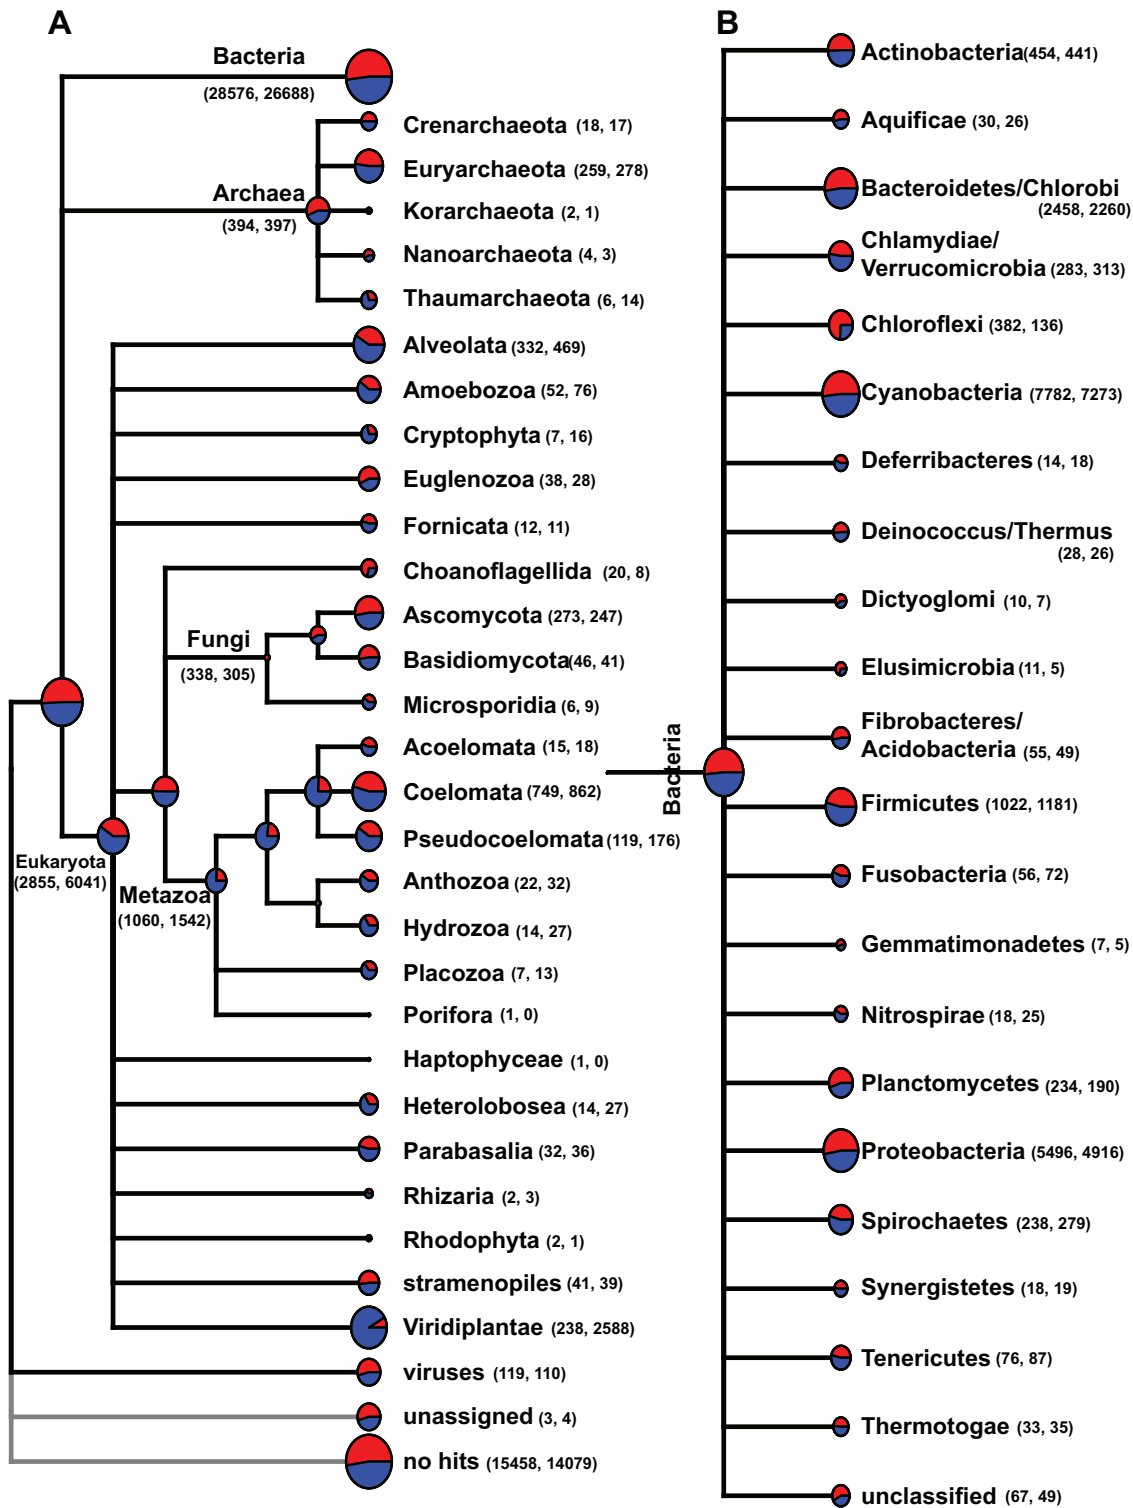 A
Bacteria
(28576, 26688)
Crenarchaeota (18, 17)
Euryarchaeota (259, 278)
Archaea
(394, 397)
Korarchaeota (2, 1)
Nanoarchaeota (4, 3)
Thaumarchaeota (6, 14)
Alveolata (332, 469)
Amoebozoa (52, 76)
Cryptophyta (7, 16)
Euglenozoa (38, 28)
Fornicata (12, 11)
Choanoflagellida (20, 8)
Ascomycota (273, 247)
Fungi
(338, 305)
Basidiomycota(46, 41)
Microsporidia (6, 9)
Acoelomata (15, 18)
Coelomata (749, 862)
Pseudocoelomata (119, 176)
Eukaryota
(2855, 6041)
Metazoa
(1060, 1542)
Anthozoa (22, 32)
Hydrozoa (14, 27)
Placozoa (7, 13)
Porifora (1, 0)
Haptophyceae (1, 0)
Heterolobosea (14, 27)
Parabasalia (32, 36)
Rhizaria (2, 3)
Rhodophyta (2, 1)
stramenopiles (41, 39)
Viridiplantae (238, 2588)
viruses (119, 110)
unassigned (3, 4)
no hits (15458, 14079)
B
Bacteria
Actinobacteria(454, 441)
Aquificae (30, 26)
Bacteroidetes/Chlorobi
(2458, 2260)
Chlamydiae/
Verrucomicrobia (283, 313)
Chloroflexi (382, 136)
Cyanobacteria (7782, 7273)
Deferribacteres (14, 18)
Deinococcus/Thermus
(28, 26)
Dictyoglomi (10, 7)
Elusimicrobia (11, 5)
Fibrobacteres/
Acidobacteria (55, 49)
Firmicutes (1022, 1181)
Fusobacteria (56, 72)
Gemmatimonadetes (7, 5)
Nitrospirae (18, 25)
Planctomycetes (234, 190)
Proteobacteria (5496, 4916)
Spirochaetes (238, 279)
Synergistetes (18, 19)
Tenericutes (76, 87)
Thermotogae (33, 35)
unclassified (67, 49)